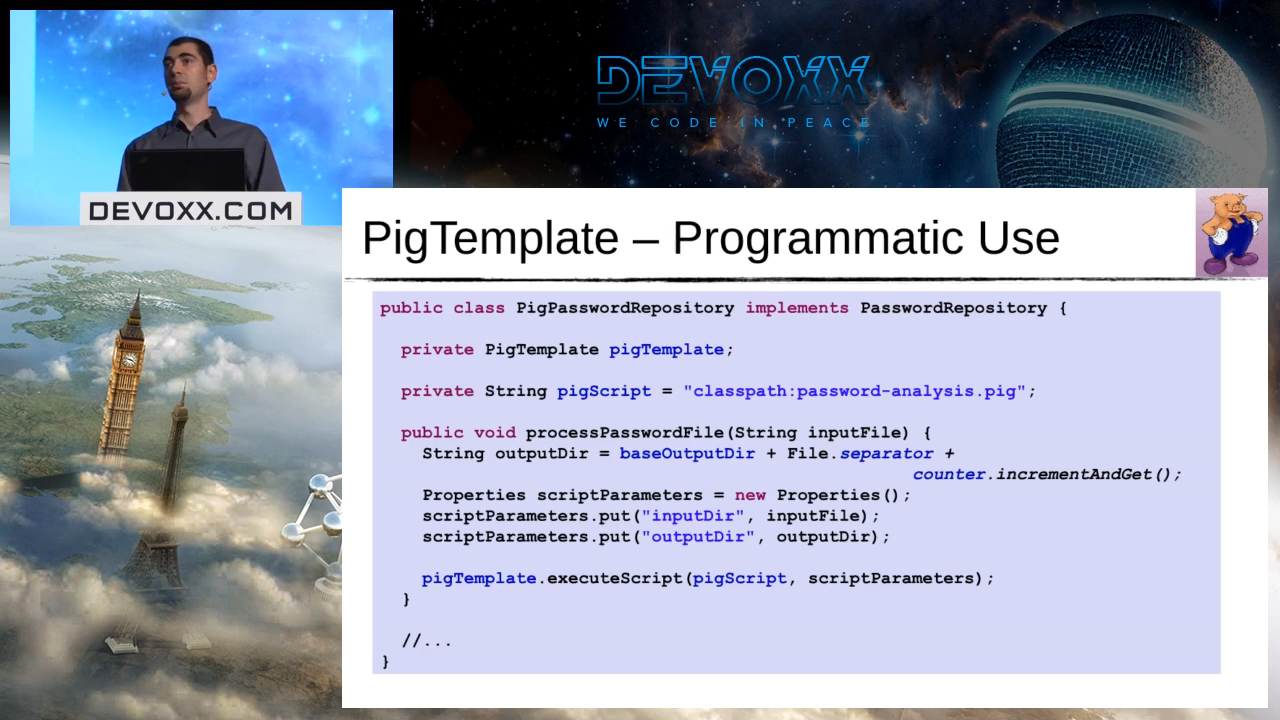 DEVOXX
WE CODE IN PEACE
DEVOXX.COM
PigTemplate – Programmatic Use
public class PigPasswordRepository implements PasswordRepository {
private PigTemplate pigTemplate;
private String pigScript = "classpath:password-analysis.pig";
public void processPasswordFile(String inputFile) {
String outputDir = baseOutputDir + File.separator +
counter.incrementAndGet();
Properties scriptParameters = new Properties();
scriptParameters.put("inputDir", inputFile);
scriptParameters.put("outputDir", outputDir);
pigTemplate.executeScript(pigScript, scriptParameters);
}
//...
}